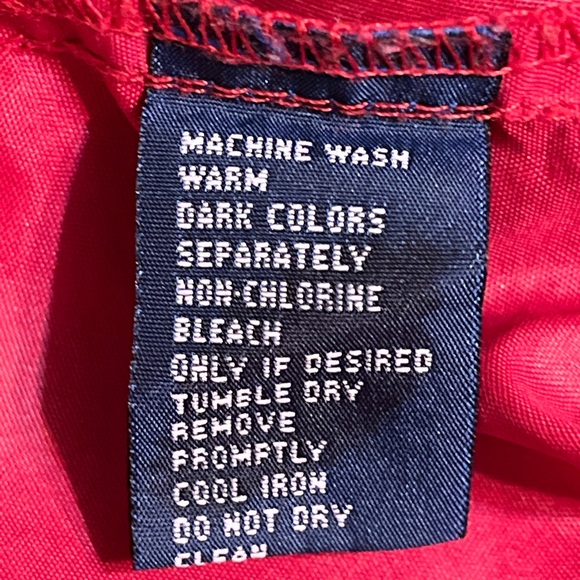 MACHINE WASH
WARM
DARK COLORS
SEPARATELY
NON-CHLORINE
BLEACH
ONLY IF DESIRED
TUMBLE DRY
REMOVE
PROMPTLY
COOL IRON
DO NOT DRY
CLEAN